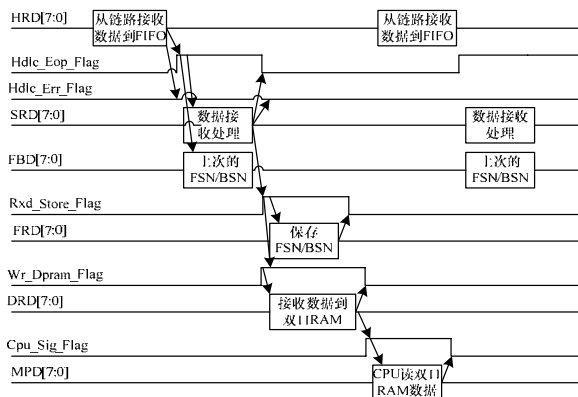 HRD[7:0]
从链路接收
数据到FIFO
从链路接收
数据到FIFO
Hdlc_Eop_Flag
Hdlc_Err_Flag
SRD[7:0]
数据接
收处理
数据接收
处理
FBD[7:0]
上次的
FSN/BSN
上次的
FSN/BSN
Rxd_Store_Flag
FRD[7:0]
保存
FSN/BSN
Wr_Dpram_Flag
DRD[7:0]
接收数据到
双口RAM
Cpu_Sig_Flag
MPD[7:0]
CPU读双口
RAM数据